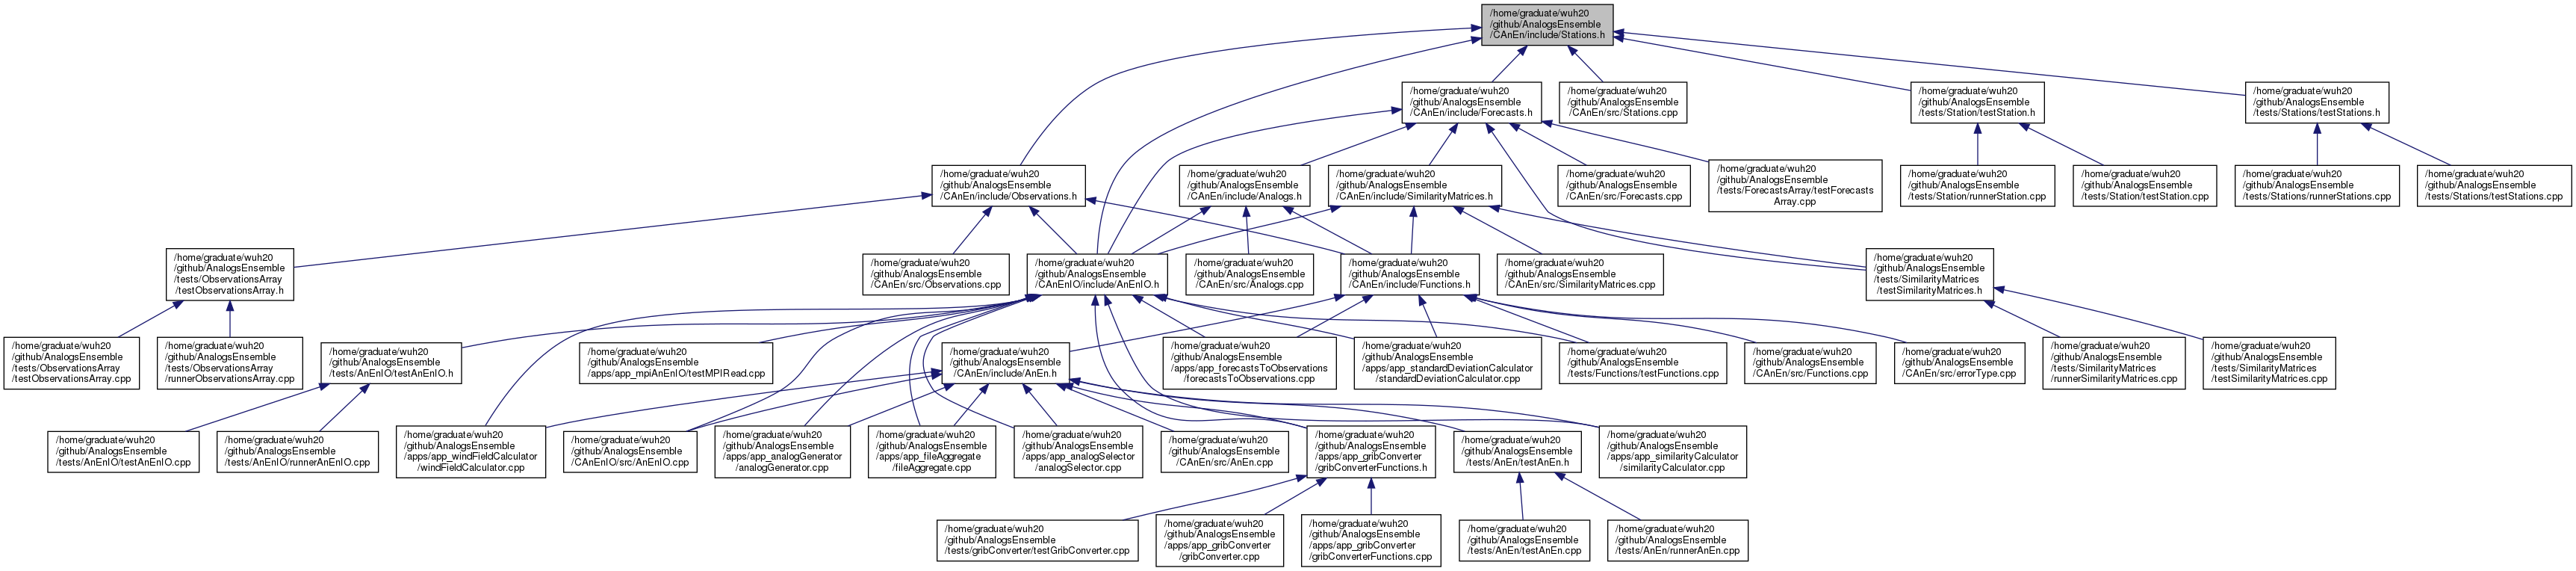 /home/graduate/wuh20
/github/AnalogsEnsemble
/CAnEn/include/Stations.h
/home/graduate/wuh20
/github/AnalogsEnsemble
/CAnEn/include/Forecasts.h
/home/graduate/wuh20
/github/AnalogsEnsemble
/CAnEn/src/Stations.cpp
/home/graduate/wuh20
/github/AnalogsEnsemble
/tests/Station/testStation.h
/home/graduate/wuh20
/github/AnalogsEnsemble
/tests/Stations/testStations.h
/home/graduate/wuh20
/github/AnalogsEnsemble
/CAnEn/include/Observations.h
/home/graduate/wuh20
/github/AnalogsEnsemble
/CAnEn/include/Analogs.h
/home/graduate/wuh20
/github/AnalogsEnsemble
/CAnEn/include/SimilarityMatrices.h
/home/graduate/wuh20
/github/AnalogsEnsemble
/CAnEn/src/Forecasts.cpp
/home/graduate/wuh20
/github/AnalogsEnsemble
/tests/ForecastsArray/testForecasts
Array.cpp
/home/graduate/wuh20
/github/AnalogsEnsemble
/tests/Station/runnerStation.cpp
/home/graduate/wuh20
/github/AnalogsEnsemble
/tests/Station/testStation.cpp
/home/graduate/wuh20
/github/AnalogsEnsemble
/tests/Stations/runnerStations.cpp
/home/graduate/wuh20
/github/AnalogsEnsemble
/tests/Stations/testStations.cpp
/home/graduate/wuh20
/github/AnalogsEnsemble
/tests/ObservationsArray
/testObservationsArray.h
/home/graduate/wuh20
/github/AnalogsEnsemble
/CAnEn/src/Observations.cpp
/home/graduate/wuh20
/github/AnalogsEnsemble
/CAnEnIO/include/AnEnIO.h
/home/graduate/wuh20
/github/AnalogsEnsemble
/CAnEn/src/Analogs.cpp
/home/graduate/wuh20
/github/AnalogsEnsemble
/CAnEn/include/Functions.h
/home/graduate/wuh20
/github/AnalogsEnsemble
/CAnEn/src/SimilarityMatrices.cpp
/home/graduate/wuh20
/github/AnalogsEnsemble
/tests/SimilarityMatrices
/testSimilarityMatrices.h
/home/graduate/wuh20
/github/AnalogsEnsemble
/tests/ObservationsArray
/testObservationsArray.cpp
/home/graduate/wuh20
/github/AnalogsEnsemble
/tests/ObservationsArray
/runnerObservationsArray.cpp
/home/graduate/wuh20
/github/AnalogsEnsemble
/tests/AnEnIO/testAnEnIO.h
/home/graduate/wuh20
/github/AnalogsEnsemble
/apps/app_mpiAnEnIO/testMPIRead.cpp
/home/graduate/wuh20
/github/AnalogsEnsemble
/CAnEn/include/AnEn.h
/home/graduate/wuh20
/github/AnalogsEnsemble
/apps/app_forecastsToObservations
/forecastsToObservations.cpp
/home/graduate/wuh20
/github/AnalogsEnsemble
/apps/app_standardDeviationCalculator
/standardDeviationCalculator.cpp
/home/graduate/wuh20
/github/AnalogsEnsemble
/tests/Functions/testFunctions.cpp
/home/graduate/wuh20
/github/AnalogsEnsemble
/CAnEn/src/Functions.cpp
/home/graduate/wuh20
/github/AnalogsEnsemble
/CAnEn/src/errorType.cpp
/home/graduate/wuh20
/github/AnalogsEnsemble
/tests/SimilarityMatrices
/runnerSimilarityMatrices.cpp
/home/graduate/wuh20
/github/AnalogsEnsemble
/tests/SimilarityMatrices
/testSimilarityMatrices.cpp
/home/graduate/wuh20
/github/AnalogsEnsemble
/tests/AnEnIO/testAnEnIO.cpp
/home/graduate/wuh20
/github/AnalogsEnsemble
/tests/AnEnIO/runnerAnEnIO.cpp
/home/graduate/wuh20
/github/AnalogsEnsemble
/apps/app_windFieldCalculator
/windFieldCalculator.cpp
/home/graduate/wuh20
/github/AnalogsEnsemble
/CAnEnIO/src/AnEnIO.cpp
/home/graduate/wuh20
/github/AnalogsEnsemble
/apps/app_analogGenerator
/analogGenerator.cpp
/home/graduate/wuh20
/github/AnalogsEnsemble
/apps/app_fileAggregate
/fileAggregate.cpp
/home/graduate/wuh20
/github/AnalogsEnsemble
/apps/app_analogSelector
/analogSelector.cpp
/home/graduate/wuh20
/github/AnalogsEnsemble
/CAnEn/src/AnEn.cpp
/home/graduate/wuh20
/github/AnalogsEnsemble
/apps/app_gribConverter
/gribConverterFunctions.h
/home/graduate/wuh20
/github/AnalogsEnsemble
/tests/AnEn/testAnEn.h
/home/graduate/wuh20
/github/AnalogsEnsemble
/apps/app_similarityCalculator
/similarityCalculator.cpp
/home/graduate/wuh20
/github/AnalogsEnsemble
/tests/gribConverter/testGribConverter.cpp
/home/graduate/wuh20
/github/AnalogsEnsemble
/apps/app_gribConverter
/gribConverter.cpp
/home/graduate/wuh20
/github/AnalogsEnsemble
/apps/app_gribConverter
/gribConverterFunctions.cpp
/home/graduate/wuh20
/github/AnalogsEnsemble
/tests/AnEn/testAnEn.cpp
/home/graduate/wuh20
/github/AnalogsEnsemble
/tests/AnEn/runnerAnEn.cpp